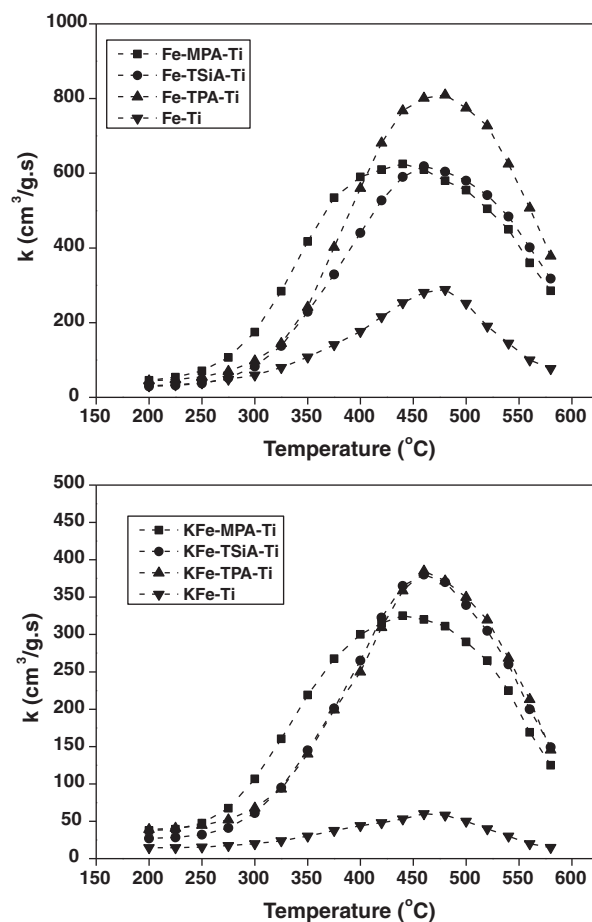 1000
800
600
400
200
0
k (cm³/g.s)
Fe-MPA-Ti
Fe-TSiA-Ti
Fe-TPA-Ti
Fe-Ti
150 200 250 300 350 400 450 500 550 600
Temperature (°C)
500
450
400
350
300
250
200
150
100
50
0
k (cm³/g.s)
KFe-MPA-Ti
KFe-TSiA-Ti
KFe-TPA-Ti
KFe-Ti
150 200 250 300 350 400 450 500 550 600
Temperature (°C)